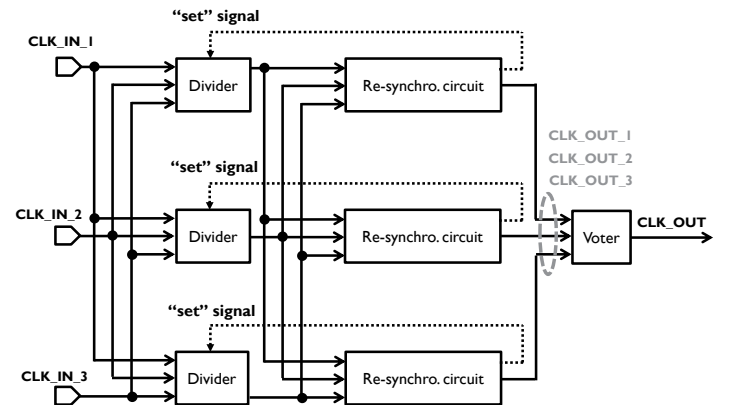 “set” signal
CLK_IN_1
Divider
Re-synchro. circuit
CLK_OUT_1
CLK_OUT_2
CLK_OUT_3
“set” signal
CLK_IN_2
Divider
Re-synchro. circuit
Voter
CLK_OUT
“set” signal
CLK_IN_3
Divider
Re-synchro. circuit